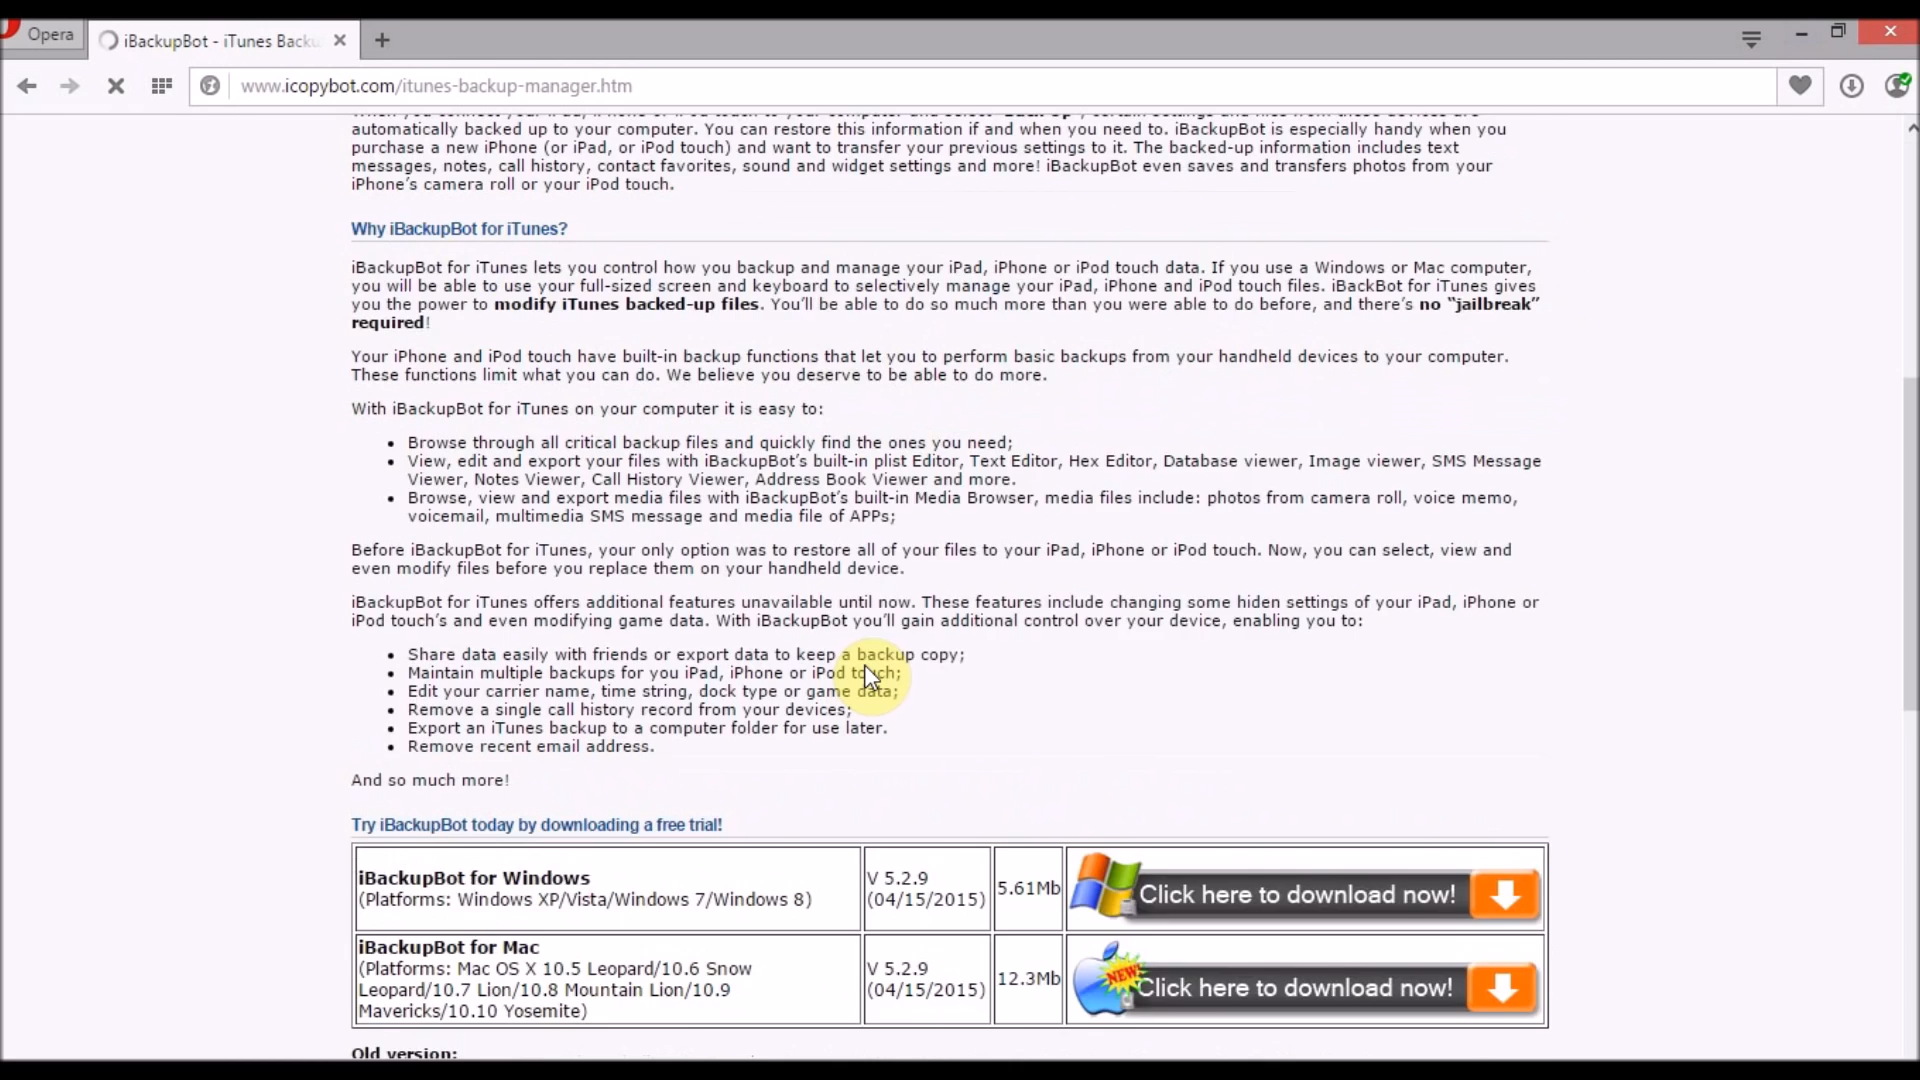 Opera
iBackupBot - iTunes Backu
www.icopybot.com/itunes-backup-manager.htm
automatically backed up to your computer. You can restore this information if and when you need to. iBackupBot is especially handy when you
purchase a new iPhone (or iPad, or iPod touch) and want to transfer your previous settings to it. The backed-up information includes text
messages, notes, call history, contact favorites, sound and widget settings and more! iBackupBot even saves and transfers photos from your
iPhone's camera roll or your iPod touch.
Why iBackupBot for iTunes?
iBackupBot for iTunes lets you control how you backup and manage your iPad, iPhone or iPod touch data. If you use a Windows or Mac computer,
you will be able to use your full-sized screen and keyboard to selectively manage your iPad, iPhone and iPod touch files. iBackBot for iTunes gives
you the power to modify iTunes backed-up files. You'll be able to do so much more than you were able to do before, and there's no “jailbreak”
required!
Your iPhone and iPod touch have built-in backup functions that let you to perform basic backups from your handheld devices to your computer.
These functions limit what you can do. We believe you deserve to be able to do more.
With iBackupBot for iTunes on your computer it is easy to:
• Browse through all critical backup files and quickly find the ones you need;
• View, edit and export your files with iBackupBot's built-in plist Editor, Text Editor, Hex Editor, Database viewer, Image viewer, SMS Message
Viewer, Notes Viewer, Call History Viewer, Address Book Viewer and more.
• Browse, view and export media files with iBackupBot's built-in Media Browser, media files include: photos from camera roll, voice memo,
voicemail, multimedia SMS message and media file of APPs;
Before iBackupBot for iTunes, your only option was to restore all of your files to your iPad, iPhone or iPod touch. Now, you can select, view and
even modify files before you replace them on your handheld device.
iBackupBot for iTunes offers additional features unavailable until now. These features include changing some hiden settings of your iPad, iPhone or
iPod touch's and even modifying game data. With iBackupBot you'll gain additional control over your device, enabling you to:
• Share data easily with friends or export data to keep a backup copy;
• Maintain multiple backups for you iPad, iPhone or iPod touch;
• Edit your carrier name, time string, dock type or game data;
• Remove a single call history record from your devices;
• Export an iTunes backup to a computer folder for use later.
• Remove recent email address.
And so much more!
Try iBackupBot today by downloading a free trial!
iBackupBot for Windows
(Platforms: Windows XP/Vista/Windows 7/Windows 8)
V 5.2.9
(04/15/2015)
5.61Mb
Click here to download now!
iBackupBot for Mac
(Platforms: Mac OS X 10.5 Leopard/10.6 Snow
Leopard/10.7 Lion/10.8 Mountain Lion/10.9
Mavericks/10.10 Yosemite)
V 5.2.9
(04/15/2015)
12.3Mb
NEW!
Click here to download now!
Old version: